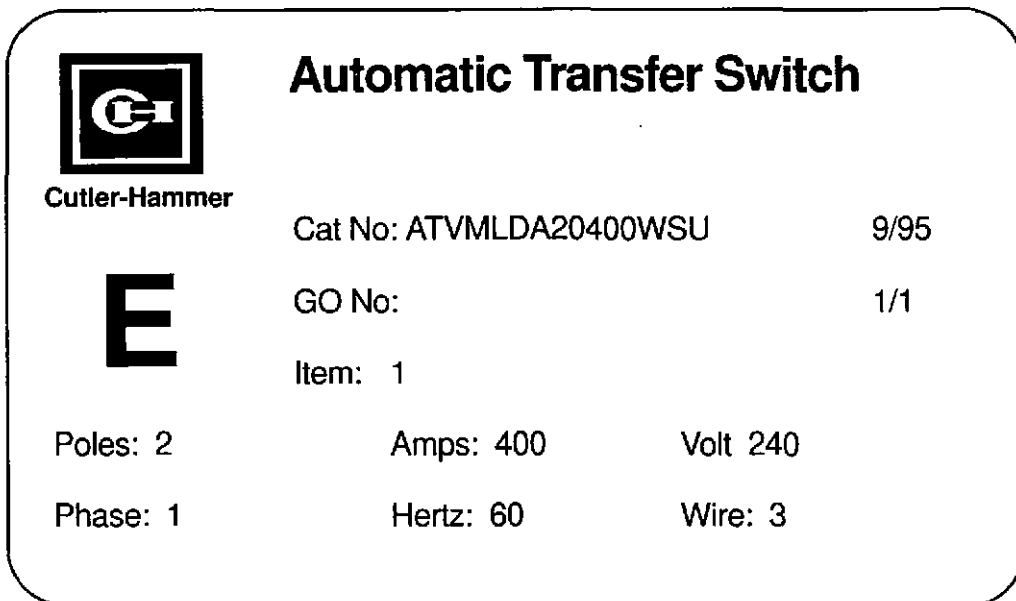 Automatic Transfer Switch
CH
Cutler-Hammer
Cat No: ATVMLDA20400WSU 9/95
E
GO No: 1/1
Item: 1
Poles: 2 Amps: 400 Volt 240
Phase: 1 Hertz: 60 Wire: 3